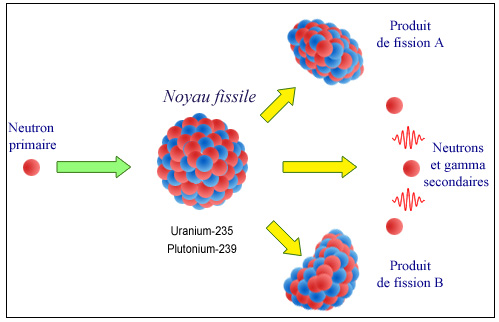 Produit
de fission A
Noyau fissile
Neutron
primaire
Neutrons
et gamma
secondaires
Uranium-235
Plutonium-239
Produit
de fission B